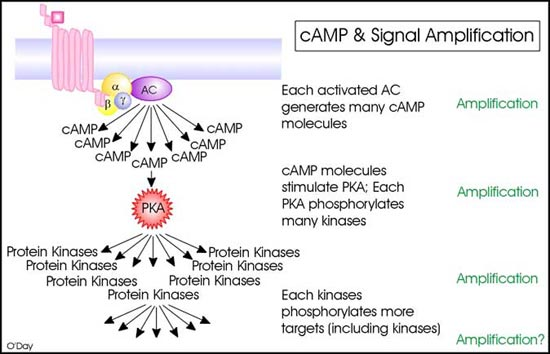 cAMP & Signal Amplification
α
β
γ
AC
Each activated AC
generates many cAMP
molecules
Amplification
cAMP
cAMP
cAMP
cAMP
cAMP
cAMP
cAMP
cAMP molecules
stimulate PKA; Each
PKA phosphorylates
many kinases
Amplification
PKA
Protein Kinases
Protein Kinases
Protein Kinases
Protein Kinases
Protein Kinases
Protein Kinases
Protein Kinases
Amplification
Each kinases
phosphorylates more
targets (including kinases)
Amplification?
O'Day